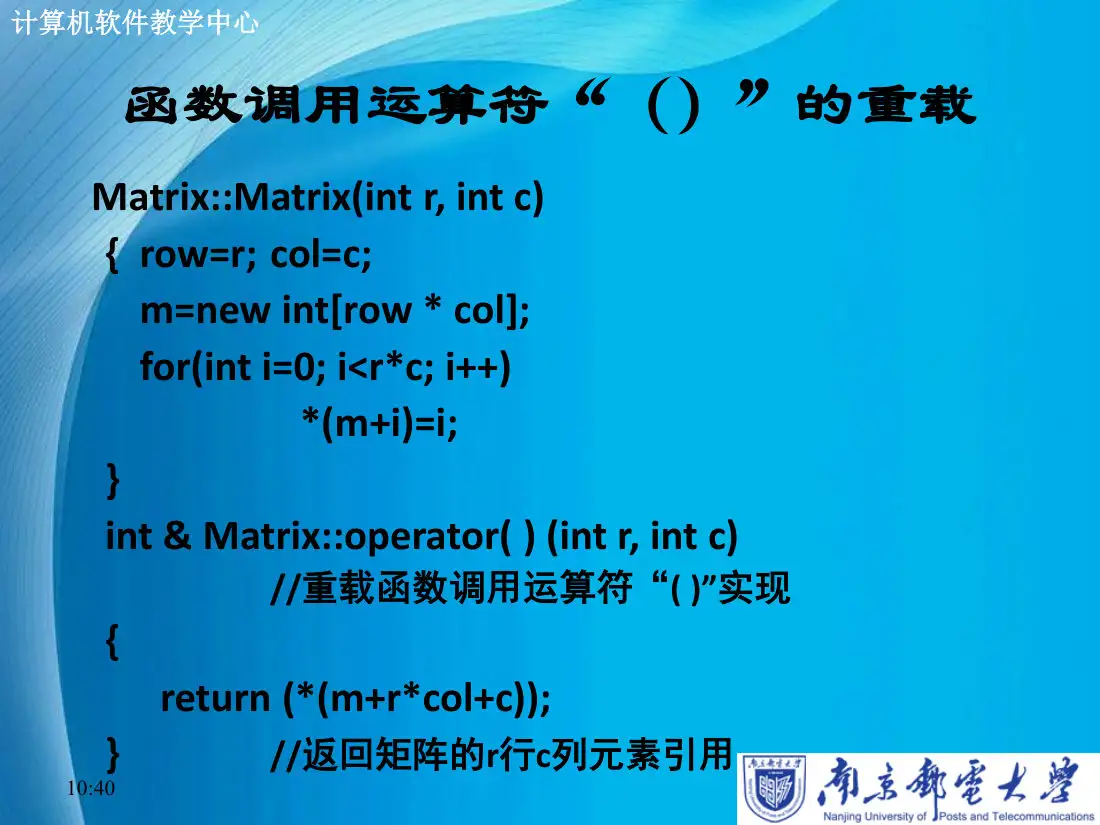 计算机软件教学中心
函数调用运算符“（）”的重载
Matrix::Matrix(int r, int c)
{ row=r; col=c;
m=new int[row * col];
for(int i=0; i<r*c; i++)
*(m+i)=i;
}
int & Matrix::operator( ) (int r, int c)
//重载函数调用运算符“( )”实现
{
return (*(m+r*col+c));
} //返回矩阵的r行c列元素引用
10:40
南京郵電大學
Nanjing University of Posts and Telecommunications